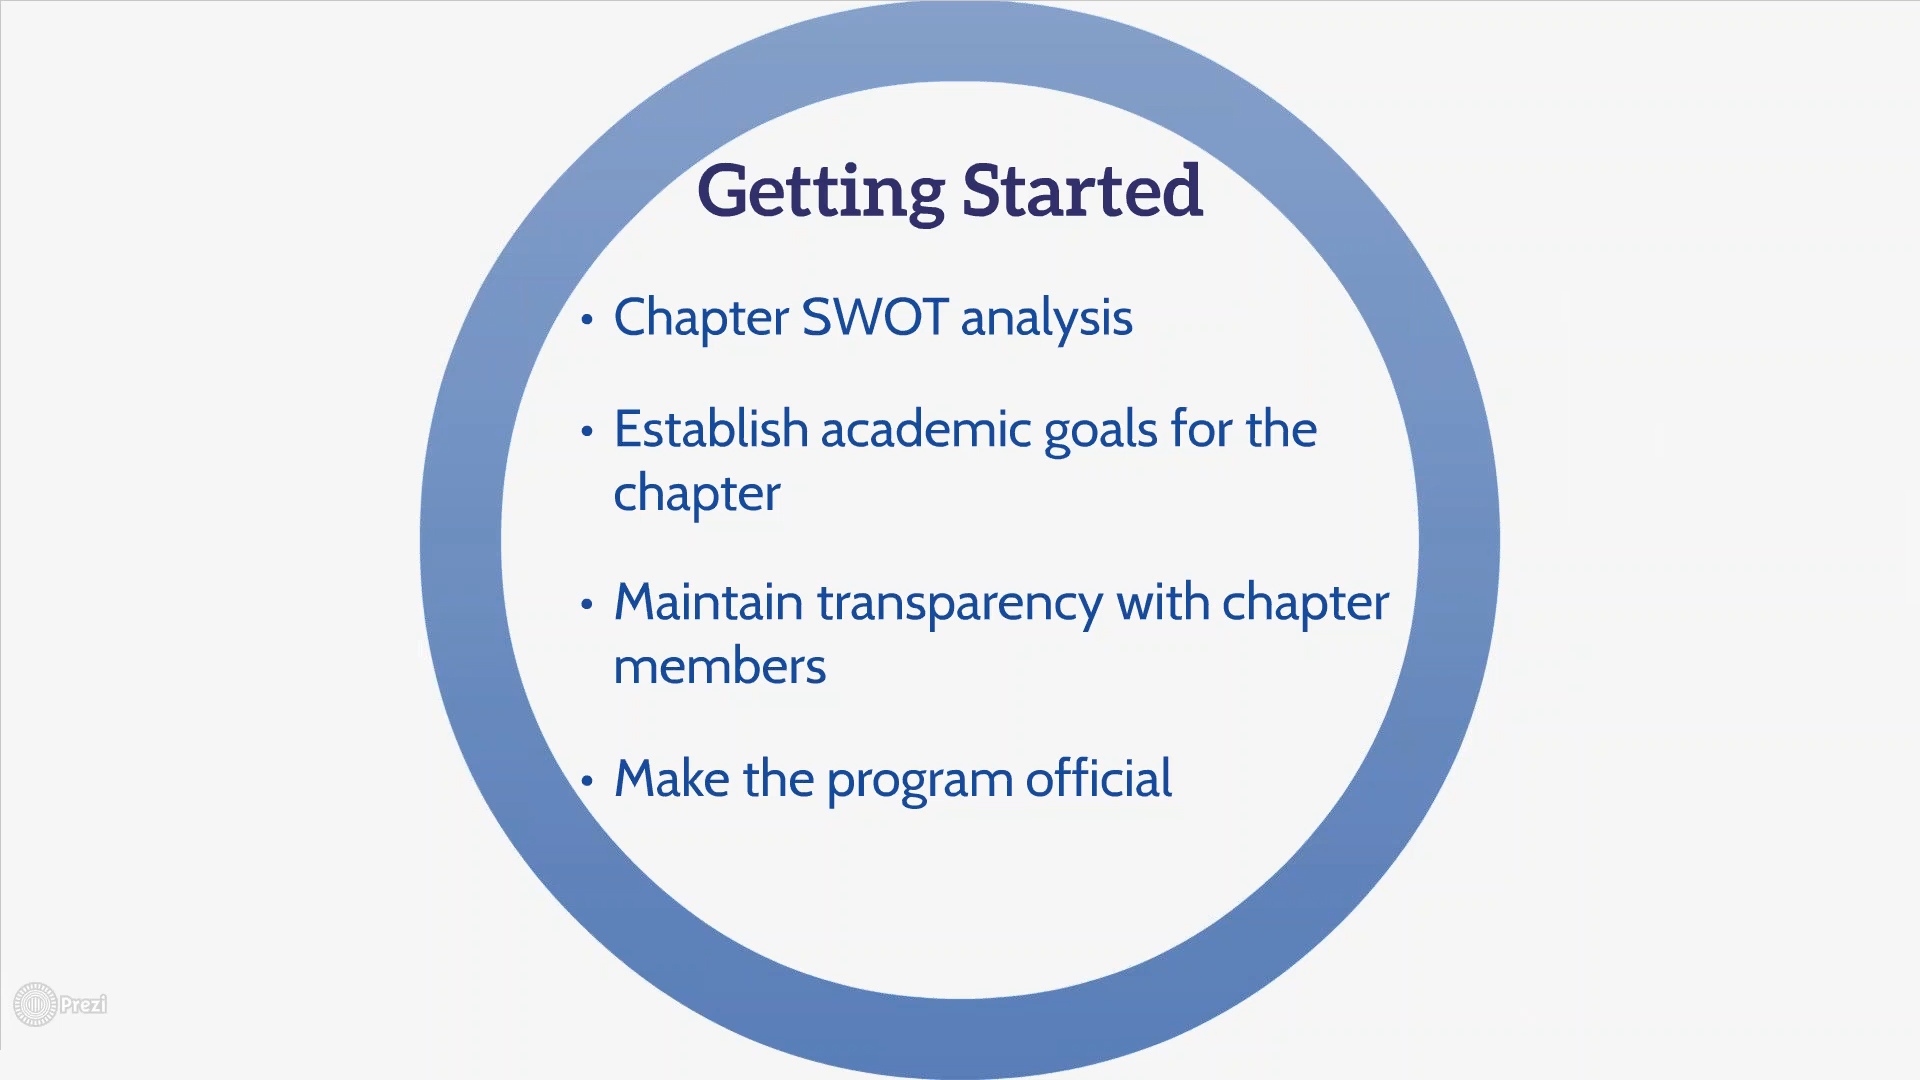 Getting Started
• Chapter SWOT analysis
• Establish academic goals for the
chapter
• Maintain transparency with chapter
members
• Make the program official
Prezi